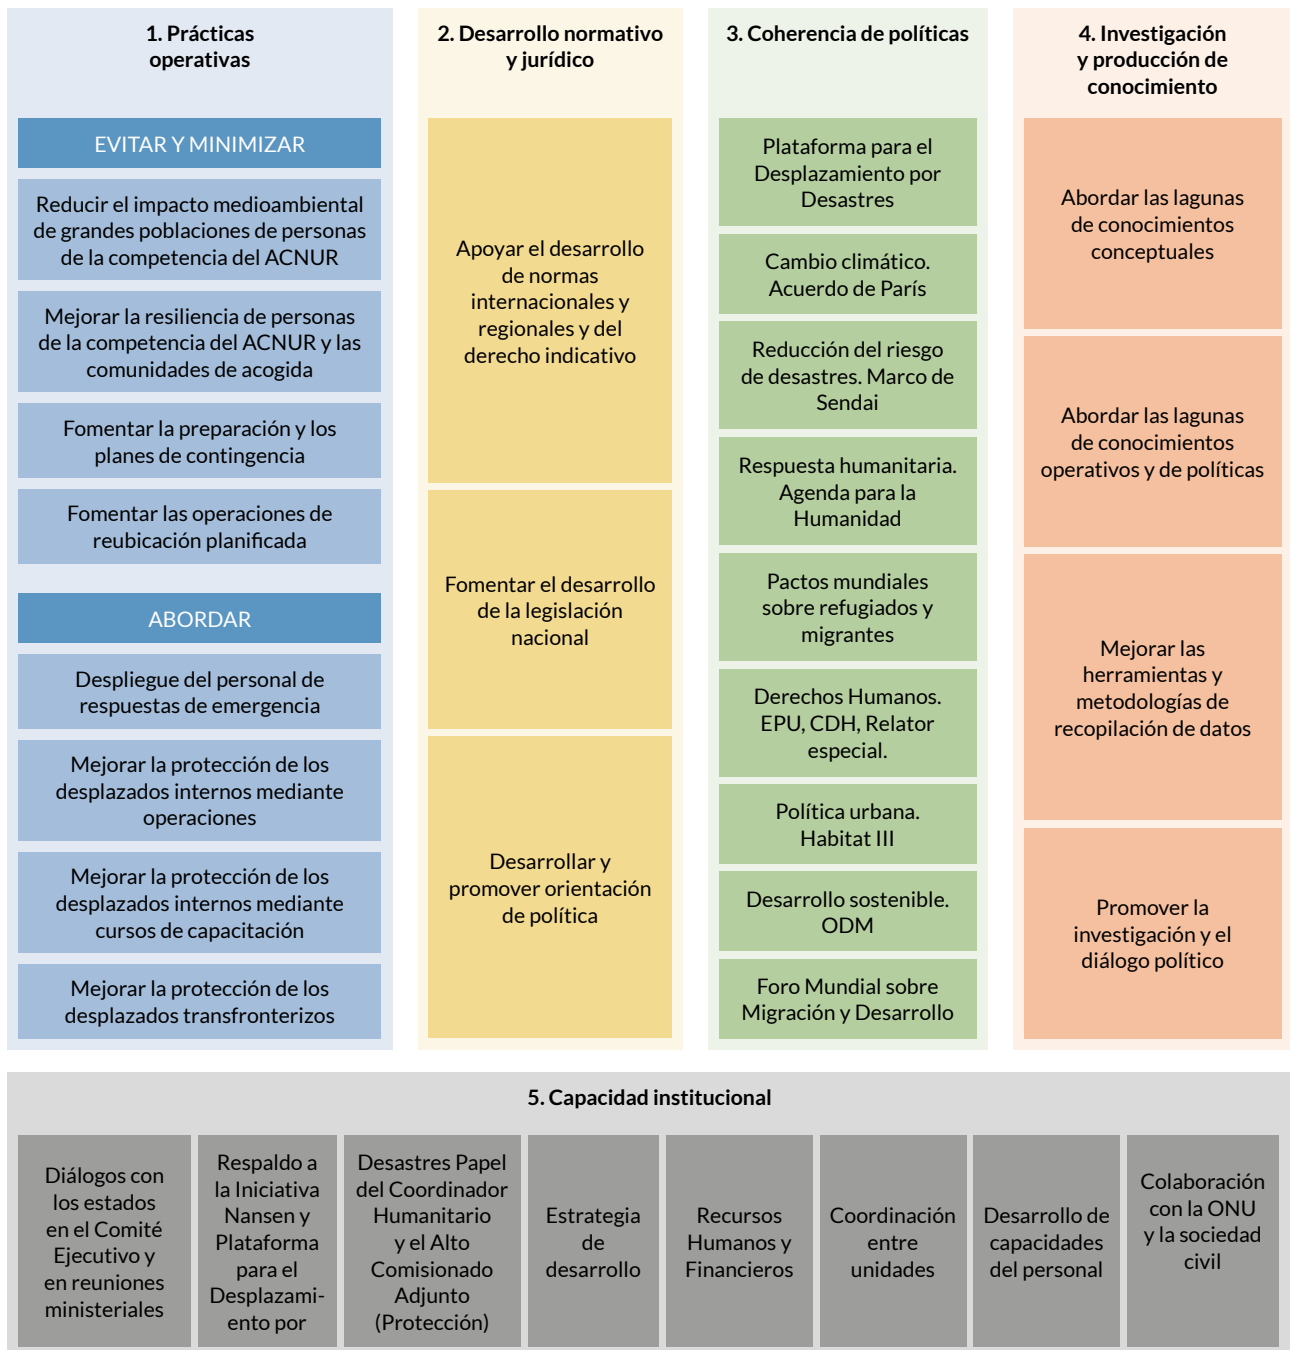 1. Prácticas
operativas
EVITAR Y MINIMIZAR
Reducir el impacto medioambiental
de grandes poblaciones de personas
de la competencia del ACNUR
Mejorar la resiliencia de personas
de la competencia del ACNUR y las
comunidades de acogida
Fomentar la preparación y los
planes de contingencia
Fomentar las operaciones de
reubicación planificada
ABORDAR
Despliegue del personal de
respuestas de emergencia
Mejorar la protección de los
desplazados internos mediante
operaciones
Mejorar la protección de los
desplazados internos mediante
cursos de capacitación
Mejorar la protección de los
desplazados transfronterizos
2. Desarrollo normativo
y jurídico
Apoyar el desarrollo
de normas
internacionales y
regionales y del
derecho indicativo
Fomentar el desarrollo
de la legislación
nacional
Desarrollar y
promover orientación
de política
3. Coherencia de políticas
Plataforma para el
Desplazamiento por
Desastres
Cambio climático.
Acuerdo de París
Reducción del riesgo
de desastres. Marco de
Sendai
Respuesta humanitaria.
Agenda para la
Humanidad
Pactos mundiales
sobre refugiados y
migrantes
Derechos Humanos.
EPU, CDH, Relator
especial.
Política urbana.
Habitat III
Desarrollo sostenible.
ODM
Foro Mundial sobre
Migración y Desarrollo
4. Investigación
y producción de
conocimiento
Abordar las lagunas
de conocimientos
conceptuales
Abordar las lagunas
de conocimientos
operativos y de políticas
Mejorar las
herramientas y
metodologías de
recopilación de datos
Promover la
investigación y el
diálogo político
5. Capacidad institucional
Diálogos con
los estados
en el Comité
Ejecutivo y
en reuniones
ministeriales
Respaldo a
la Iniciativa
Nansen y
Plataforma
para el
Desplazami-
ento por
Desastres Papel
del Coordinador
Humanitario
y el Alto
Comisionado
Adjunto
(Protección)
Estrategia
de
desarrollo
Recursos
Humanos y
Financieros
Coordinación
entre
unidades
Desarrollo de
capacidades
del personal
Colaboración
con la ONU
y la sociedad
civil